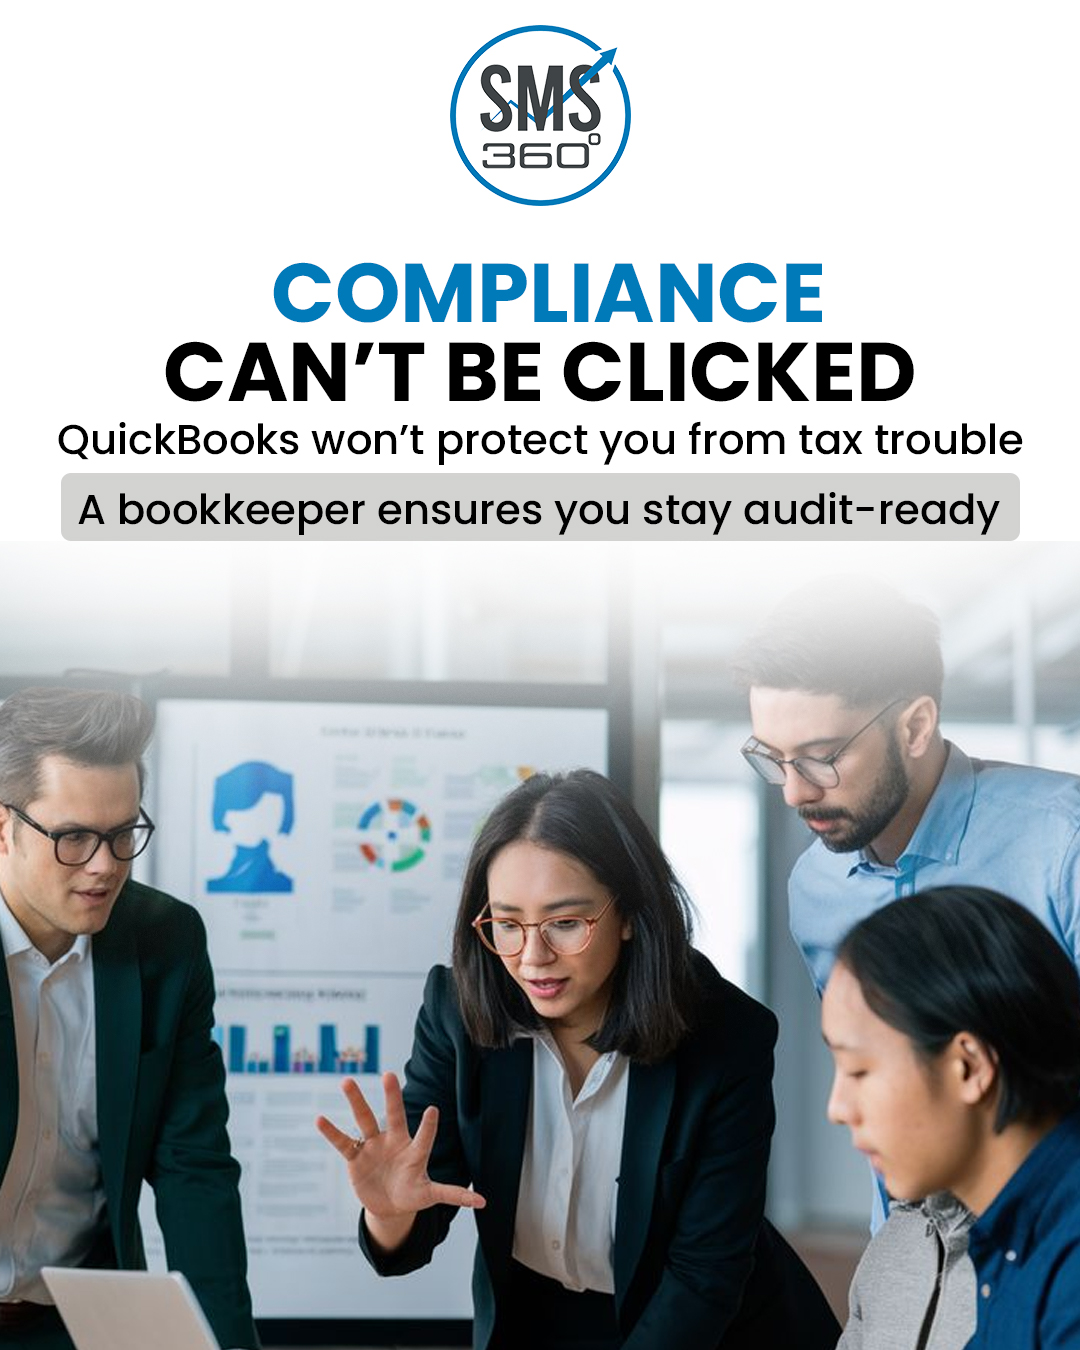 SMS
360°
COMPLIANCE
CAN’T BE CLICKED
QuickBooks won’t protect you from tax trouble
A bookkeeper ensures you stay audit-ready